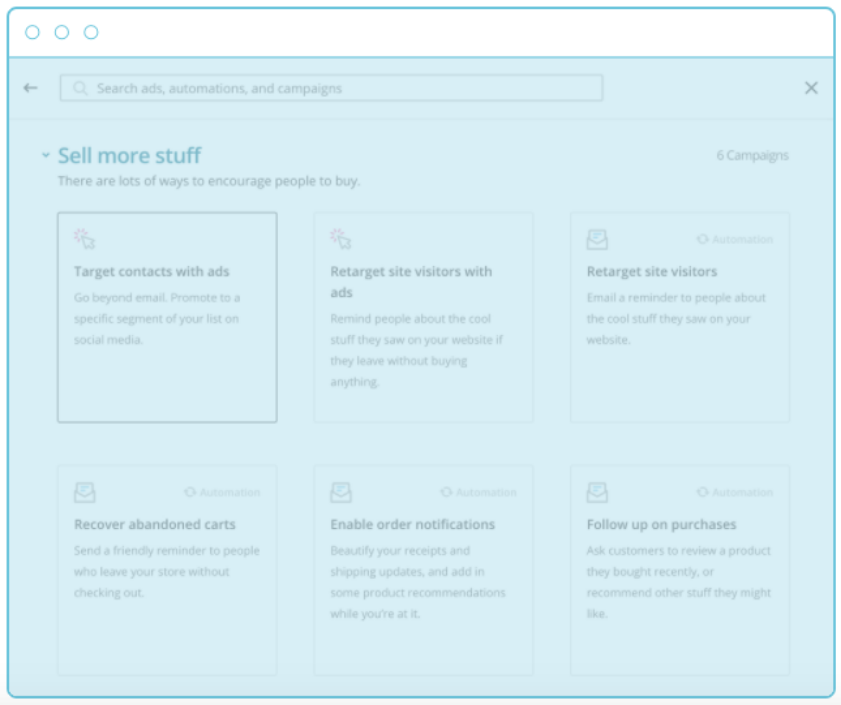 Search ads, automations, and campaigns
Sell more stuff
6 Campaigns
There are lots of ways to encourage people to buy.
Target contacts with ads
Go beyond email. Promote to a
specific segment of your list on
social media.
Retarget site visitors with
ads
Remind people about the cool
stuff they saw on your website if
they leave without buying
anything.
Automation
Retarget site visitors
Email a reminder to people about
the cool stuff they saw on your
website.
Automation
Recover abandoned carts
Send a friendly reminder to people
who leave your store without
checking out.
Automation
Enable order notifications
Beautify your receipts and
shipping updates, and add in
some product recommendations
while you're at it.
Automation
Follow up on purchases
Ask customers to review a product
they bought recently, or
recommend other stuff they might
like.